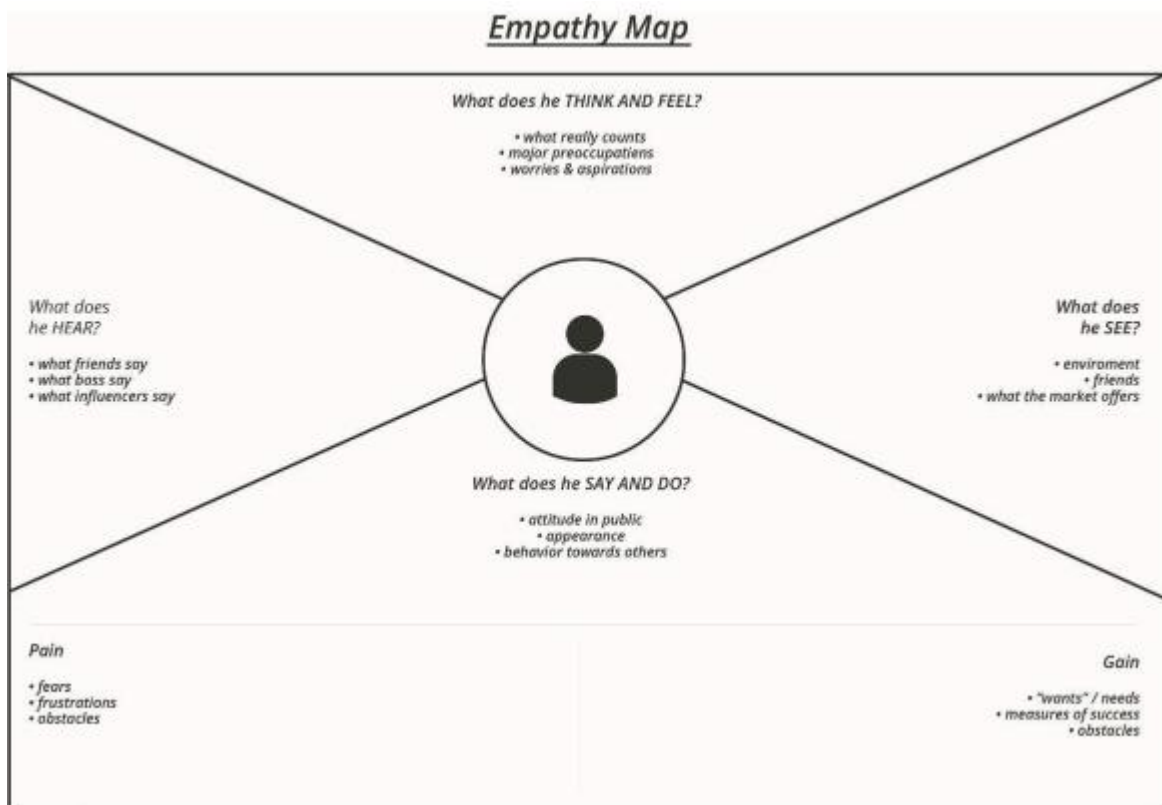 Empathy Map
What does he THINK AND FEEL?
• what really counts
• major preoccupatiens
• worries & aspirations
What does
he HEAR?
• what friends say
• what boss say
• what influencers say
What does
he SEE?
• enviroment
• friends
• what the market offers
What does he SAY AND DO?
• attitude in public
• appearance
• behavior towards others
Pain
• fears
• frustrations
• obstacles
Gain
• "wants" / needs
• measures of success
• obstacles